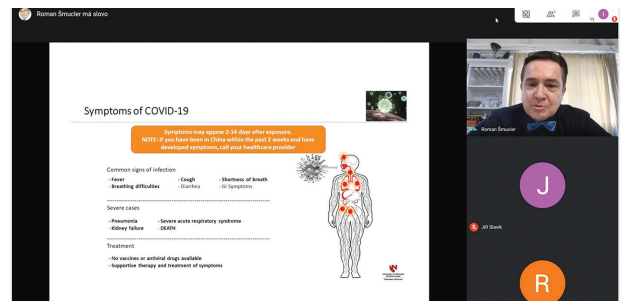 Roman Šmucler má slovo
vy
Symptoms of COVID-19
Symptoms may appear 2-14 days after exposure.
NOTE: If you have been in China within the past 2 weeks and have
developed symptoms, call your healthcare provider
Common signs of infection
- Fever - Cough - Shortness of breath
- Breathing difficulties - Diarrhea - GI Symptoms
Severe cases
- Pneumonia - Severe acute respiratory syndrome
- Kidney failure - DEATH
Treatment
- No vaccines or antiviral drugs available
- Supportive therapy and treatment of symptoms
Roman Šmucler
J
Jiří Slavík
R
J